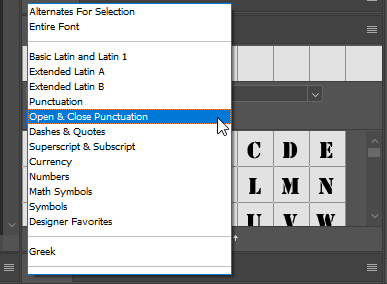 Alternates For Selection
Entire Font
Basic Latin and Latin 1
Extended Latin A
Extended Latin B
Punctuation
Open & Close Punctuation
Dashes & Quotes
Superscript & Subscript
Currency
Numbers
Math Symbols
Symbols
Designer Favorites
Greek
C D E
L M N
U V W